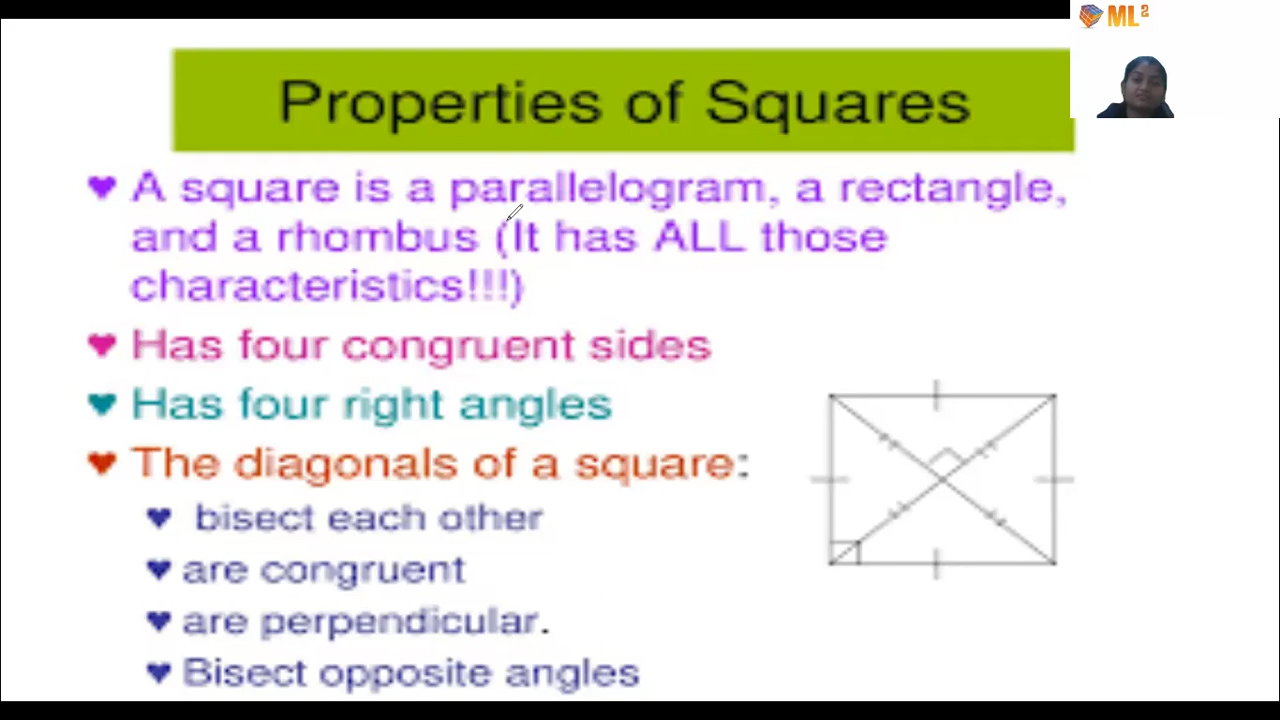 ML²
Properties of Squares
A square is a parallelogram, a rectangle,
and a rhombus (It has ALL those
characteristics!!!)
Has four congruent sides
Has four right angles
The diagonals of a square:
bisect each other
are congruent
are perpendicular.
Bisect opposite angles